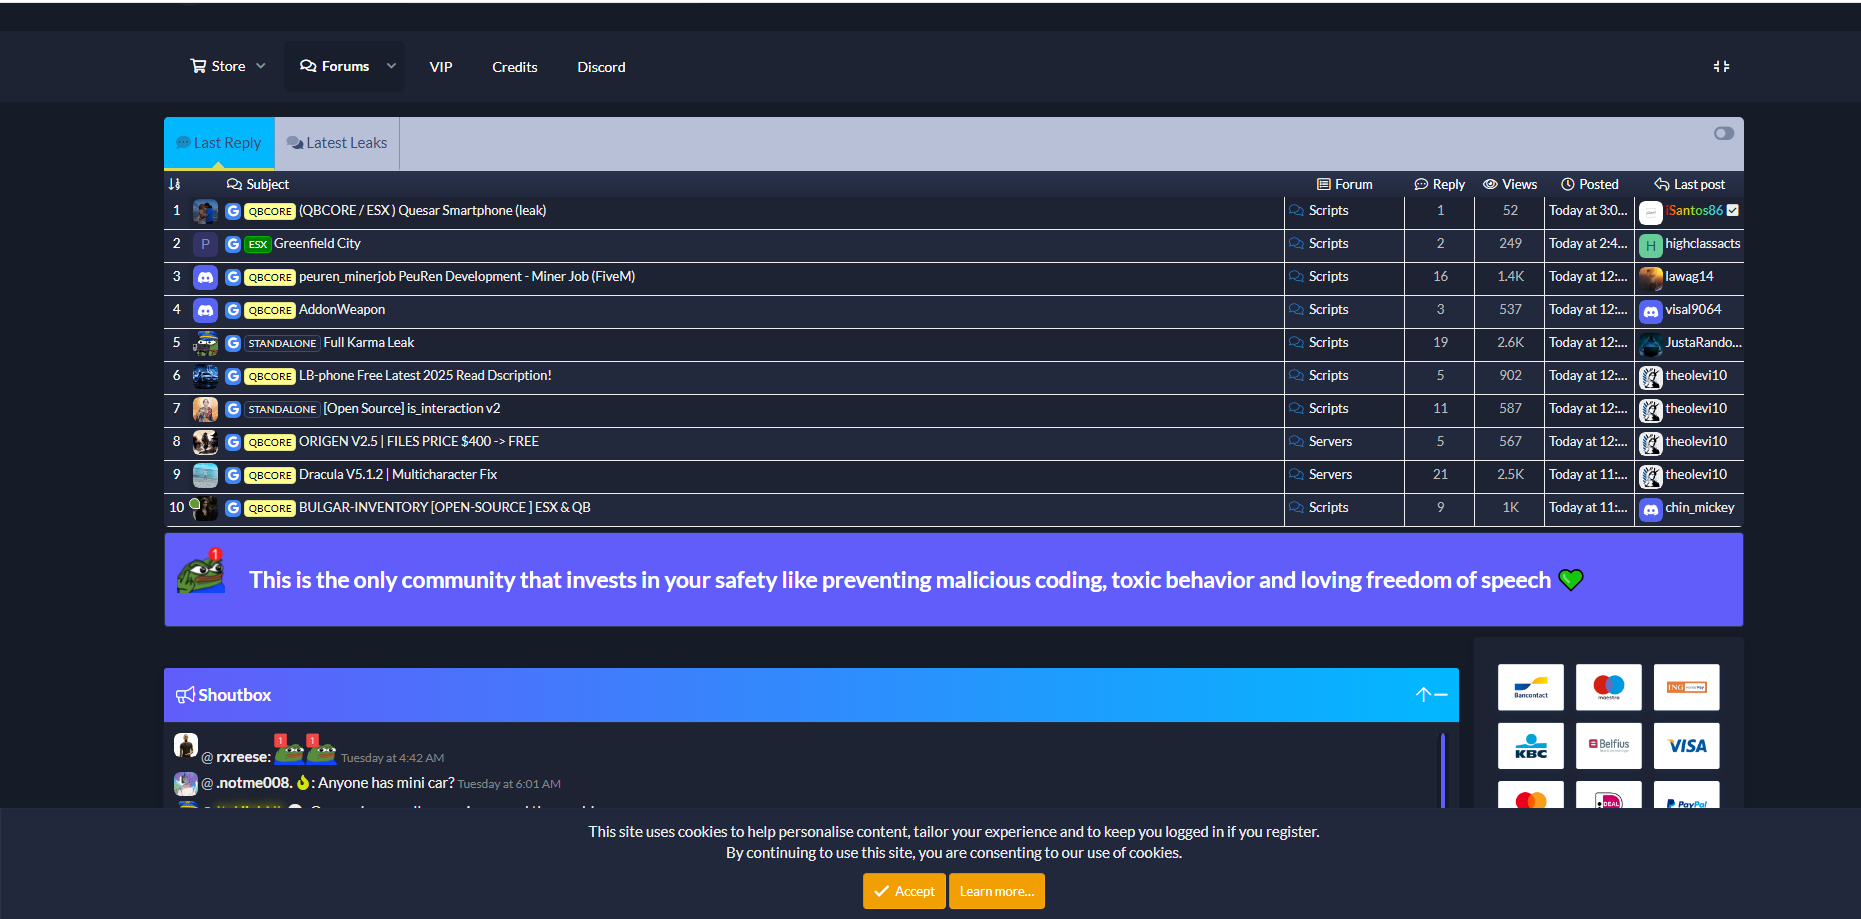 Store Forums VIP Credits Discord
Last Reply Latest Leaks
Subject Forum Reply Views Posted Last post
1 QBCORE (QBCORE / ESX ) Quesar Smartphone (leak) Scripts 1 52 Today at 3:0... iSantos86
2 P ESX Greenfield City Scripts 2 249 Today at 2:4... H highclassacts
3 QBCORE peuren_minerjob PeuRen Development - Miner Job (FiveM) Scripts 16 1.4K Today at 12:... lawag14
4 QBCORE AddonWeapon Scripts 3 537 Today at 12:... visal9064
5 STANDALONE Full Karma Leak Scripts 19 2.6K Today at 12:... JustaRando...
6 QBCORE LB-phone Free Latest 2025 Read Dscription! Scripts 5 902 Today at 12:... theolevi10
7 STANDALONE [Open Source] is_interaction v2 Scripts 11 587 Today at 12:... theolevi10
8 QBCORE ORIGEN V2.5 | FILES PRICE $400 -> FREE Servers 5 567 Today at 12:... theolevi10
9 QBCORE Dracula V5.1.2 | Multicharacter Fix Servers 21 2.5K Today at 11:... theolevi10
10 QBCORE BULGAR-INVENTORY [OPEN-SOURCE ] ESX & QB Scripts 9 1K Today at 11:... chin_mickey
1 This is the only community that invests in your safety like preventing malicious coding, toxic behavior and loving freedom of speech
Shoutbox
@ rxreese: 1 1 Tuesday at 4:42 AM
@ .notme008. : Anyone has mini car? Tuesday at 6:01 AM
Bancontact maestro ING
KBC Belfius VISA
iDEAL PayPal
This site uses cookies to help personalise content, tailor your experience and to keep you logged in if you register.
By continuing to use this site, you are consenting to our use of cookies.
Accept Learn more...